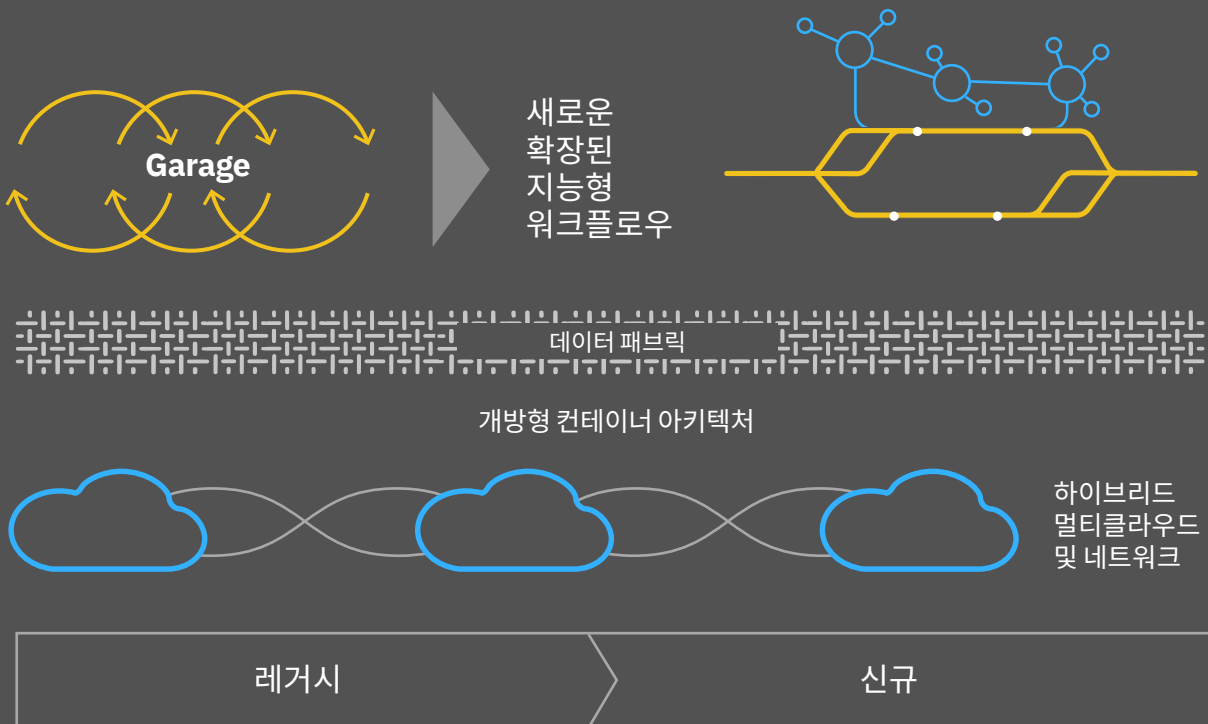 Garage
새로운
확장된
지능형
워크플로우
데이터 패브릭
개방형 컨테이너 아키텍처
하이브리드
멀티클라우드
및 네트워크
레거시
신규